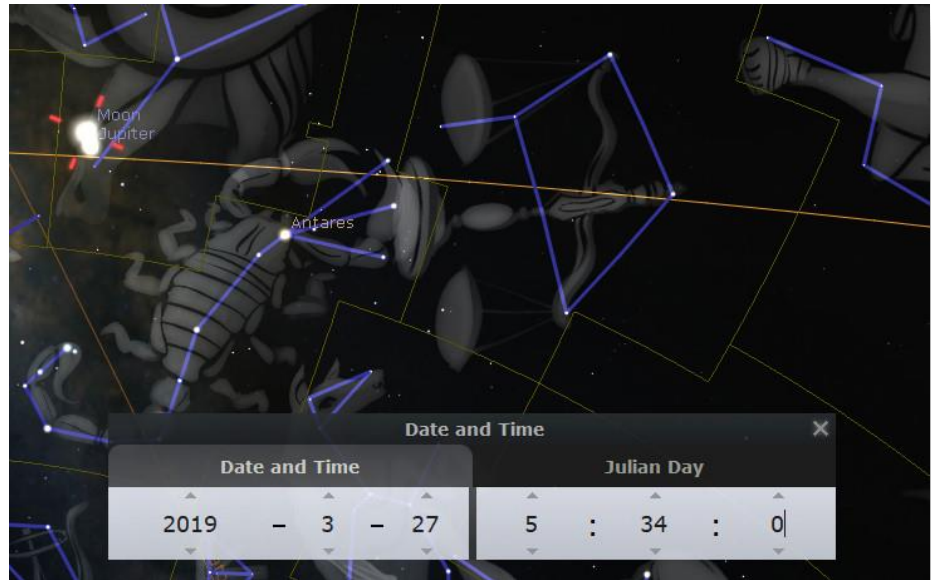 Moon
Jupiter
Antares
Date and Time ×
Date and Time Julian Day
2019 – 3 – 27 5 : 34 : 0